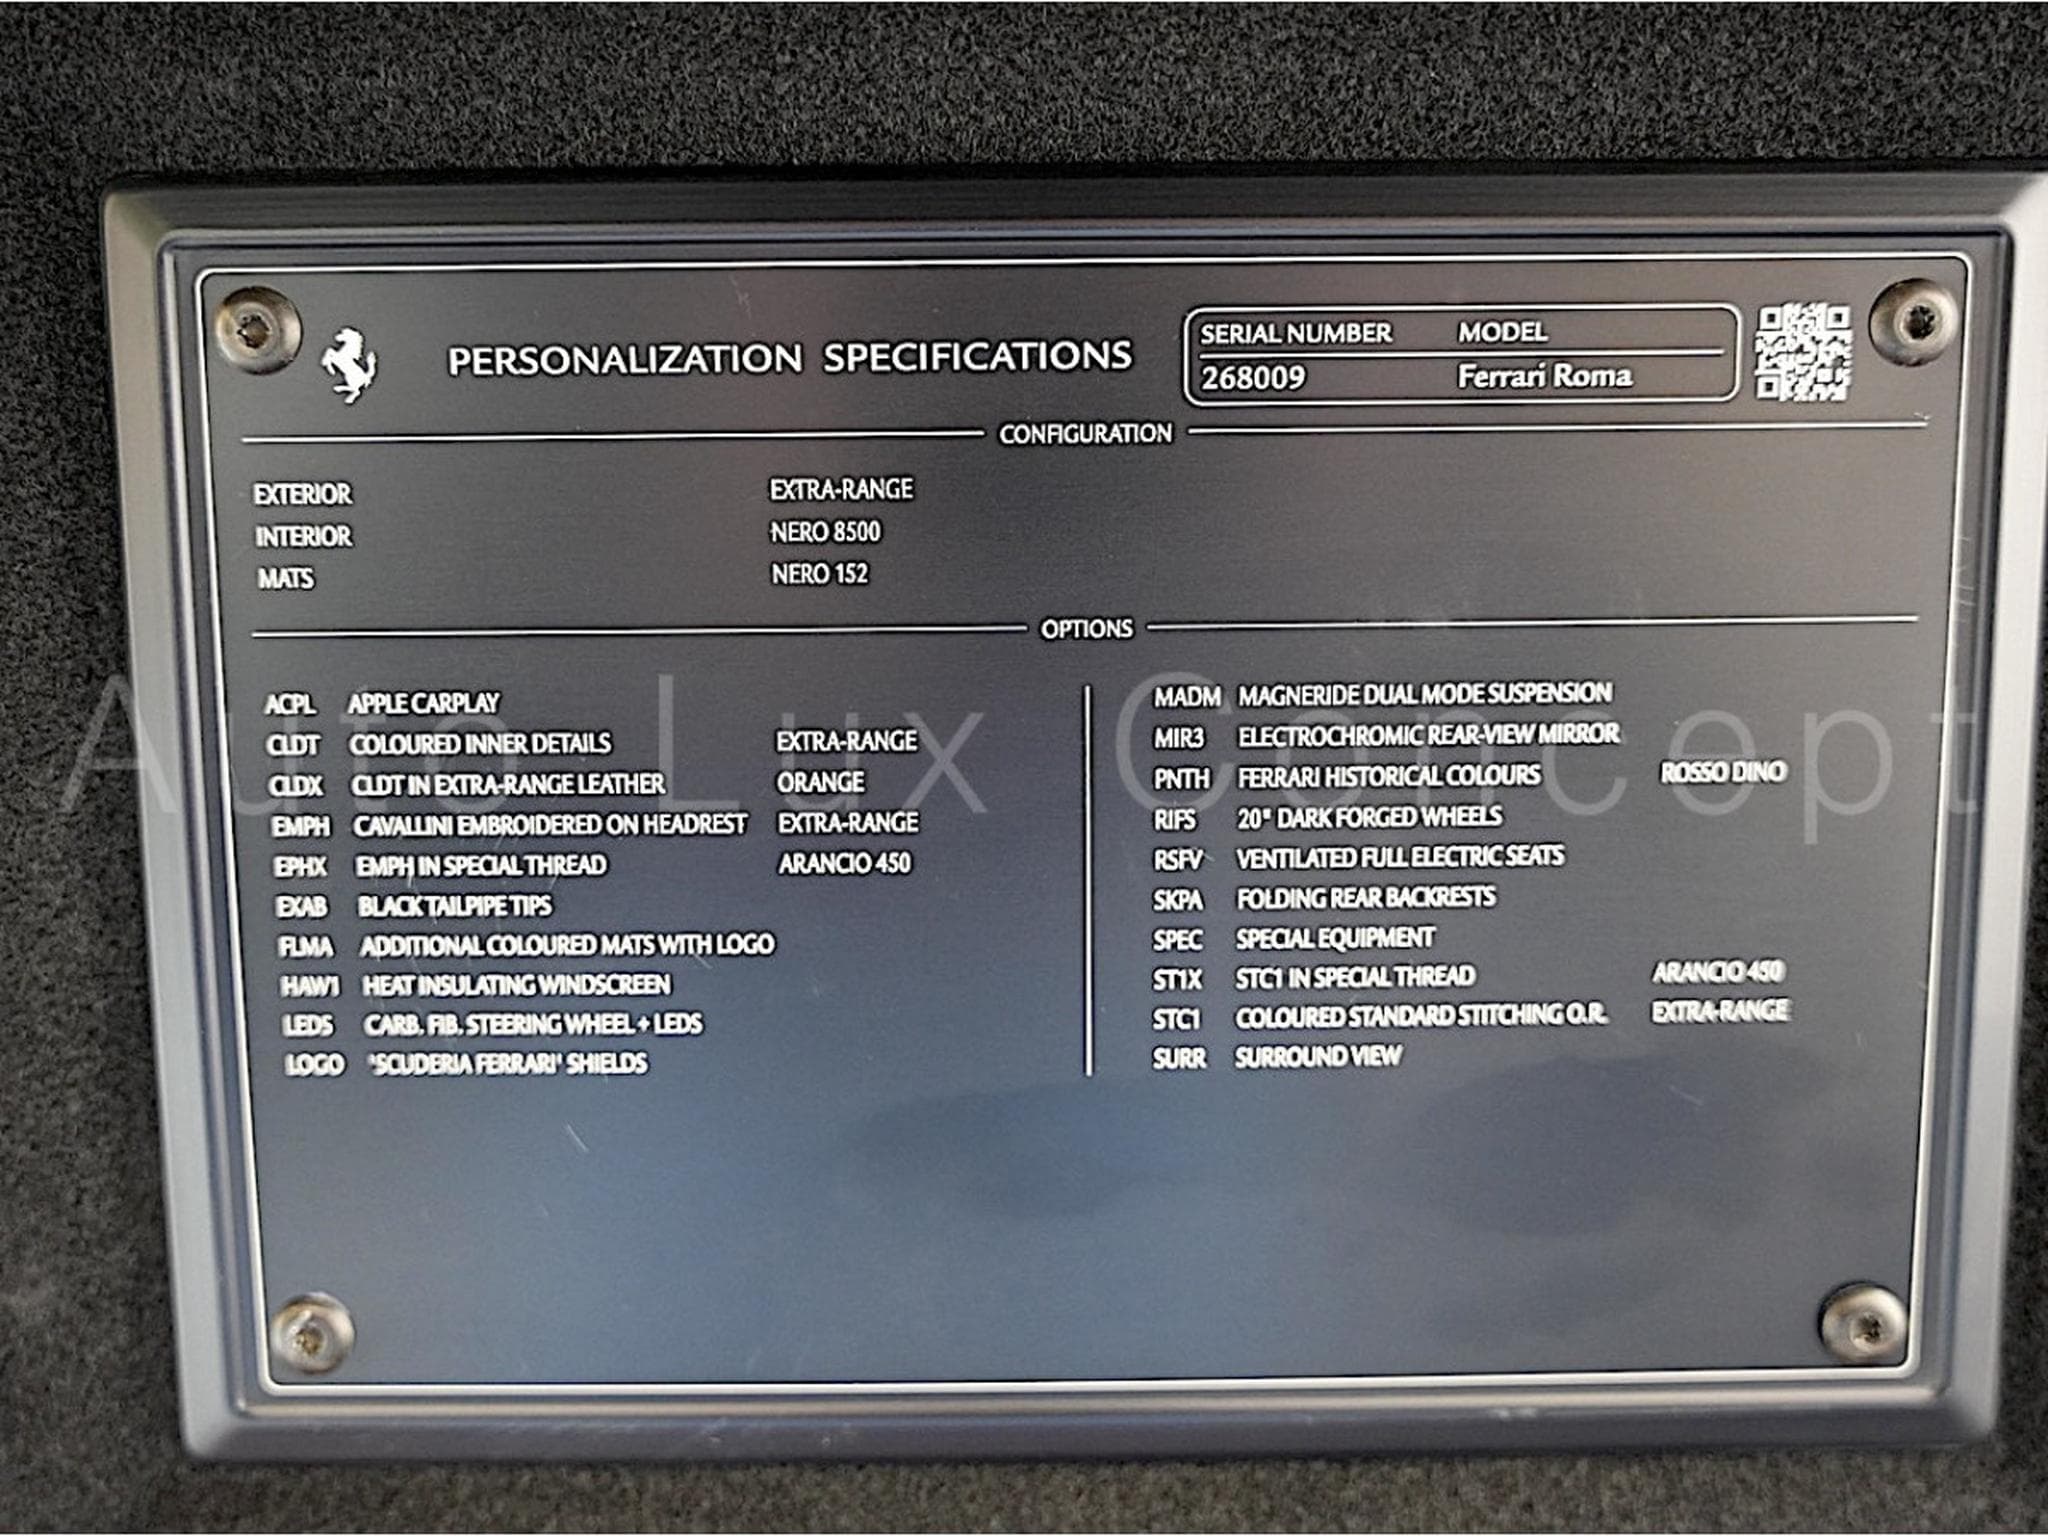 PERSONALIZATION SPECIFICATIONS
SERIAL NUMBER MODEL
268009 Ferrari Roma
CONFIGURATION
EXTERIOR EXTRA-RANGE
INTERIOR NERO 8500
MATS NERO 152
OPTIONS
ACPL APPLE CARPLAY
CLDT COLOURED INNER DETAILS EXTRA-RANGE
CLDX CLDT IN EXTRA-RANGE LEATHER ORANGE
EMPH CAVALLINI EMBROIDERED ON HEADREST EXTRA-RANGE
EPHX EMPH IN SPECIAL THREAD ARANCIO 450
EXAB BLACK TAILPIPE TIPS
FLMA ADDITIONAL COLOURED MATS WITH LOGO
HAW1 HEAT INSULATING WINDSCREEN
LEDS CARB. FIB. STEERING WHEEL + LEDS
LOGO 'SCUDERIA FERRARI' SHIELDS
MADM MAGNERIDE DUAL MODE SUSPENSION
MIR3 ELECTROCHROMIC REAR-VIEW MIRROR
PNTH FERRARI HISTORICAL COLOURS ROSSO DINO
RIFS 20" DARK FORGED WHEELS
RSFV VENTILATED FULL ELECTRIC SEATS
SKPA FOLDING REAR BACKRESTS
SPEC SPECIAL EQUIPMENT
ST1X STC1 IN SPECIAL THREAD ARANCIO 450
STC1 COLOURED STANDARD STITCHING O.R. EXTRA-RANGE
SURR SURROUND VIEW
Auto Lux Concept